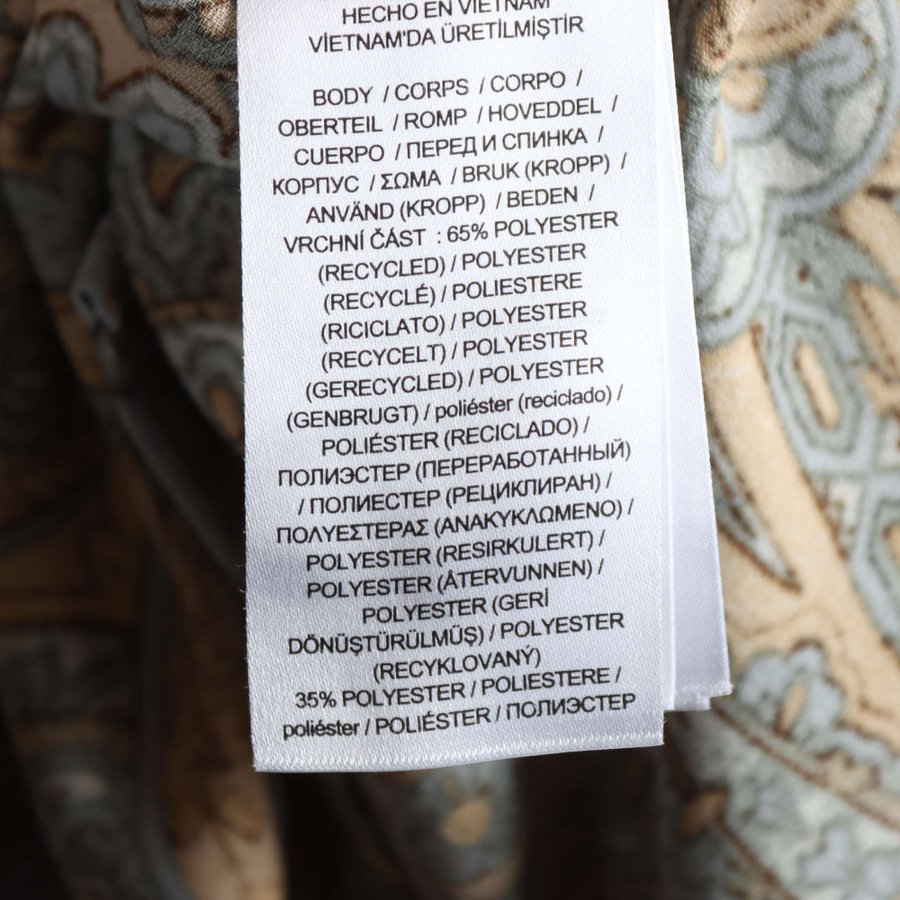 HECHO EN VIETNAM
VİETNAM'DA ÜRETİLMİŞTİR
BODY / CORPS / CORPO /
OBERTEIL / ROMP / HOVEDDEL /
CUERPO / ПЕРЕД И СПИНКА /
КОРПУС / ΣΩΜΑ / BRUK (KROPP) /
ANVÄND (KROPP) / BEDEN /
VRCHNÍ ČÁST : 65% POLYESTER
(RECYCLED) / POLYESTER
(RECYCLÉ) / POLIESTERE
(RICICLATO) / POLYESTER
(RECYCELT) / POLYESTER
(GERECYCLED) / POLYESTER
(GENBRUGT) / poliéster (reciclado) /
POLIÉSTER (RECICLADO) /
ПОЛИЭСТЕР (ПЕРЕРАБОТАННЫЙ)
/ ПОЛИЕСТЕР (РЕЦИКЛИРАН) /
ΠΟΛΥΕΣΤΕΡΑΣ (ΑΝΑΚΥΚΛΩΜΕΝΟ) /
POLYESTER (RESIRKULERT) /
POLYESTER (ÅTERVUNNEN) /
POLYESTER (GERİ
DÖNÜŞTÜRÜLMÜŞ) / POLYESTER
(RECYKLOVANÝ)
35% POLYESTER / POLIESTERE /
poliéster / POLIÉSTER / ПОЛИЭСТЕР